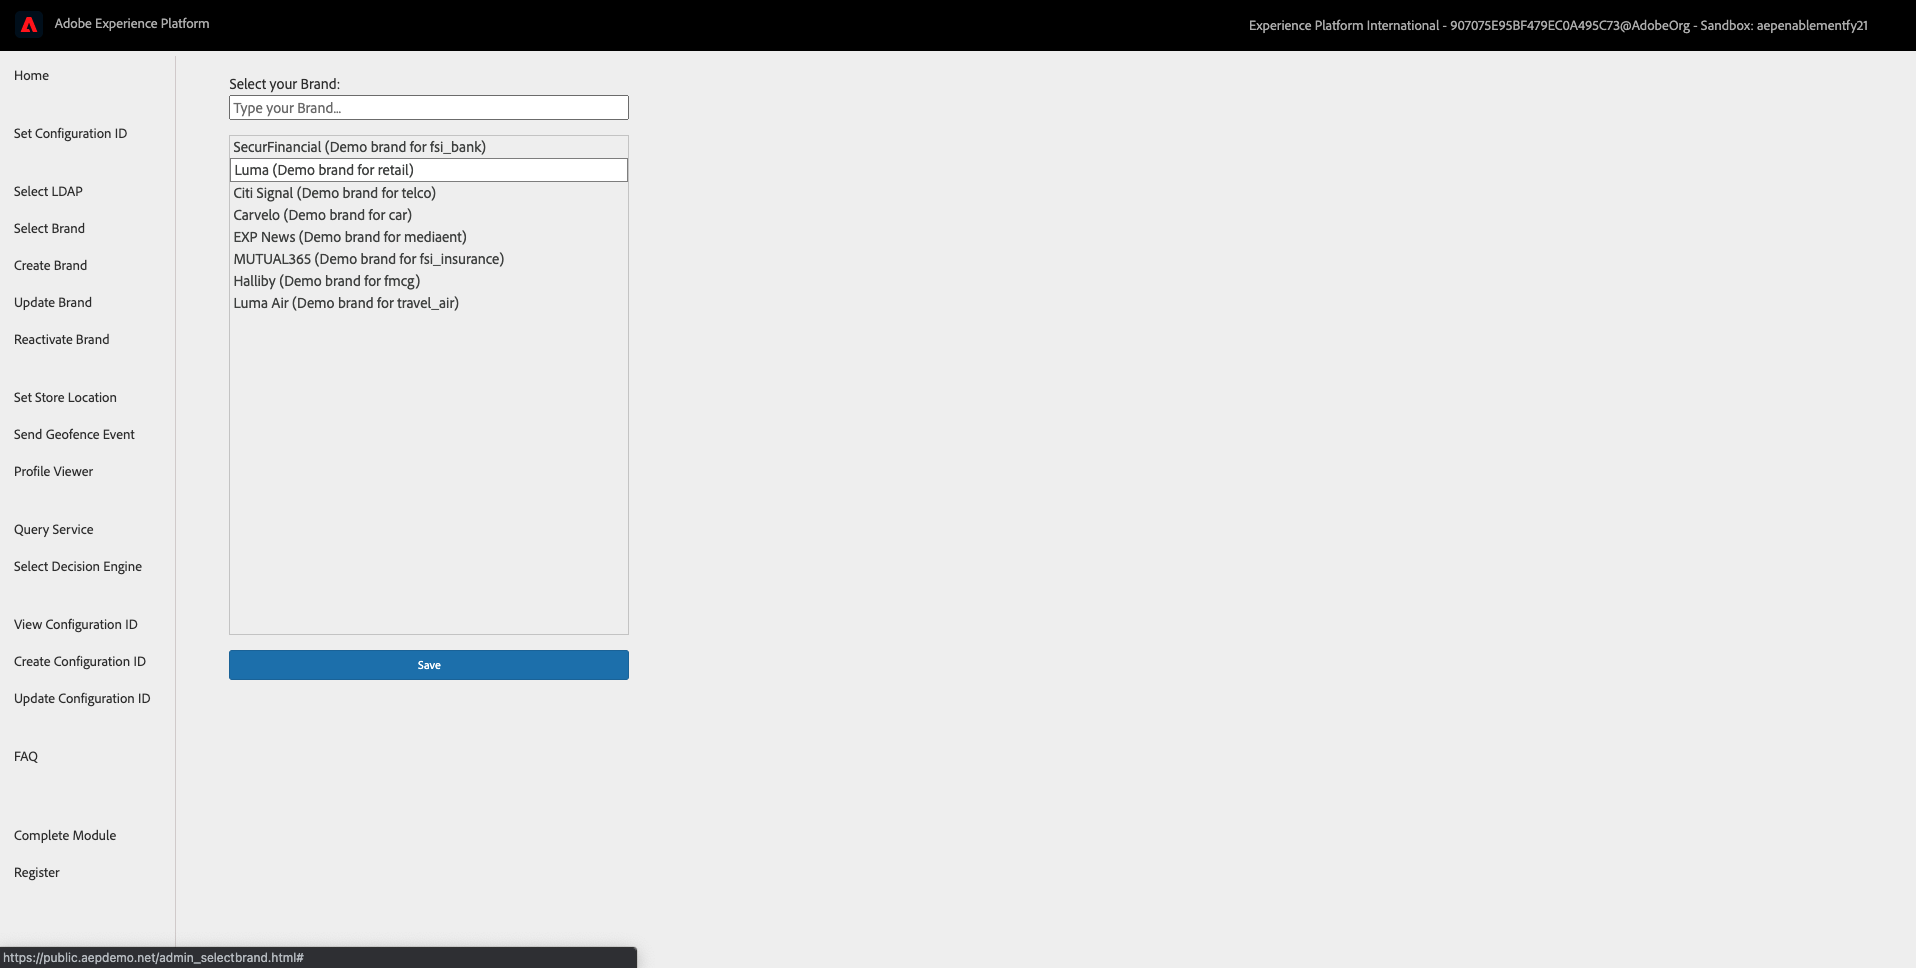 Adobe Experience Platform
Experience Platform International - 907075E95BF479EC0A495C73@AdobeOrg - Sandbox: aepenablementfy21
Home
Set Configuration ID
Select LDAP
Select Brand
Create Brand
Update Brand
Reactivate Brand
Set Store Location
Send Geofence Event
Profile Viewer
Query Service
Select Decision Engine
View Configuration ID
Create Configuration ID
Update Configuration ID
FAQ
Complete Module
Register
Select your Brand:
Type your Brand...
SecurFinancial (Demo brand for fsi_bank)
Luma (Demo brand for retail)
Citi Signal (Demo brand for telco)
Carvelo (Demo brand for car)
EXP News (Demo brand for mediaent)
MUTUAL365 (Demo brand for fsi_insurance)
Halliby (Demo brand for fmcg)
Luma Air (Demo brand for travel_air)
Save
https://public.aepdemo.net/admin_selectbrand.html#